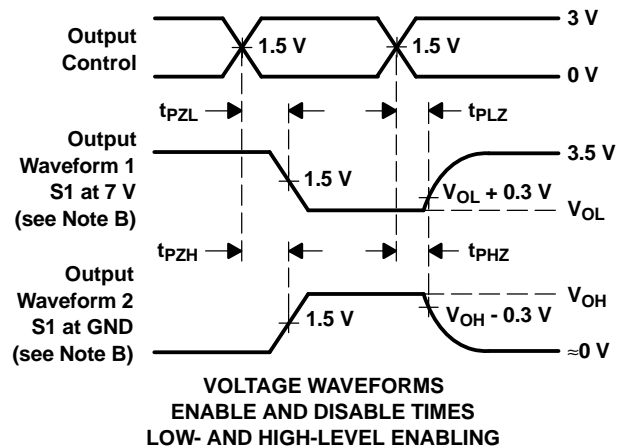 3 V
Output
Control
1.5 V
1.5 V
0 V
tPZL
tPLZ
Output
Waveform 1
S1 at 7 V
(see Note B)
3.5 V
1.5 V
VOL + 0.3 V
VOL
tPZH
tPHZ
Output
Waveform 2
S1 at GND
(see Note B)
VOH
VOH - 0.3 V
1.5 V
≈0 V
VOLTAGE WAVEFORMS
ENABLE AND DISABLE TIMES
LOW- AND HIGH-LEVEL ENABLING